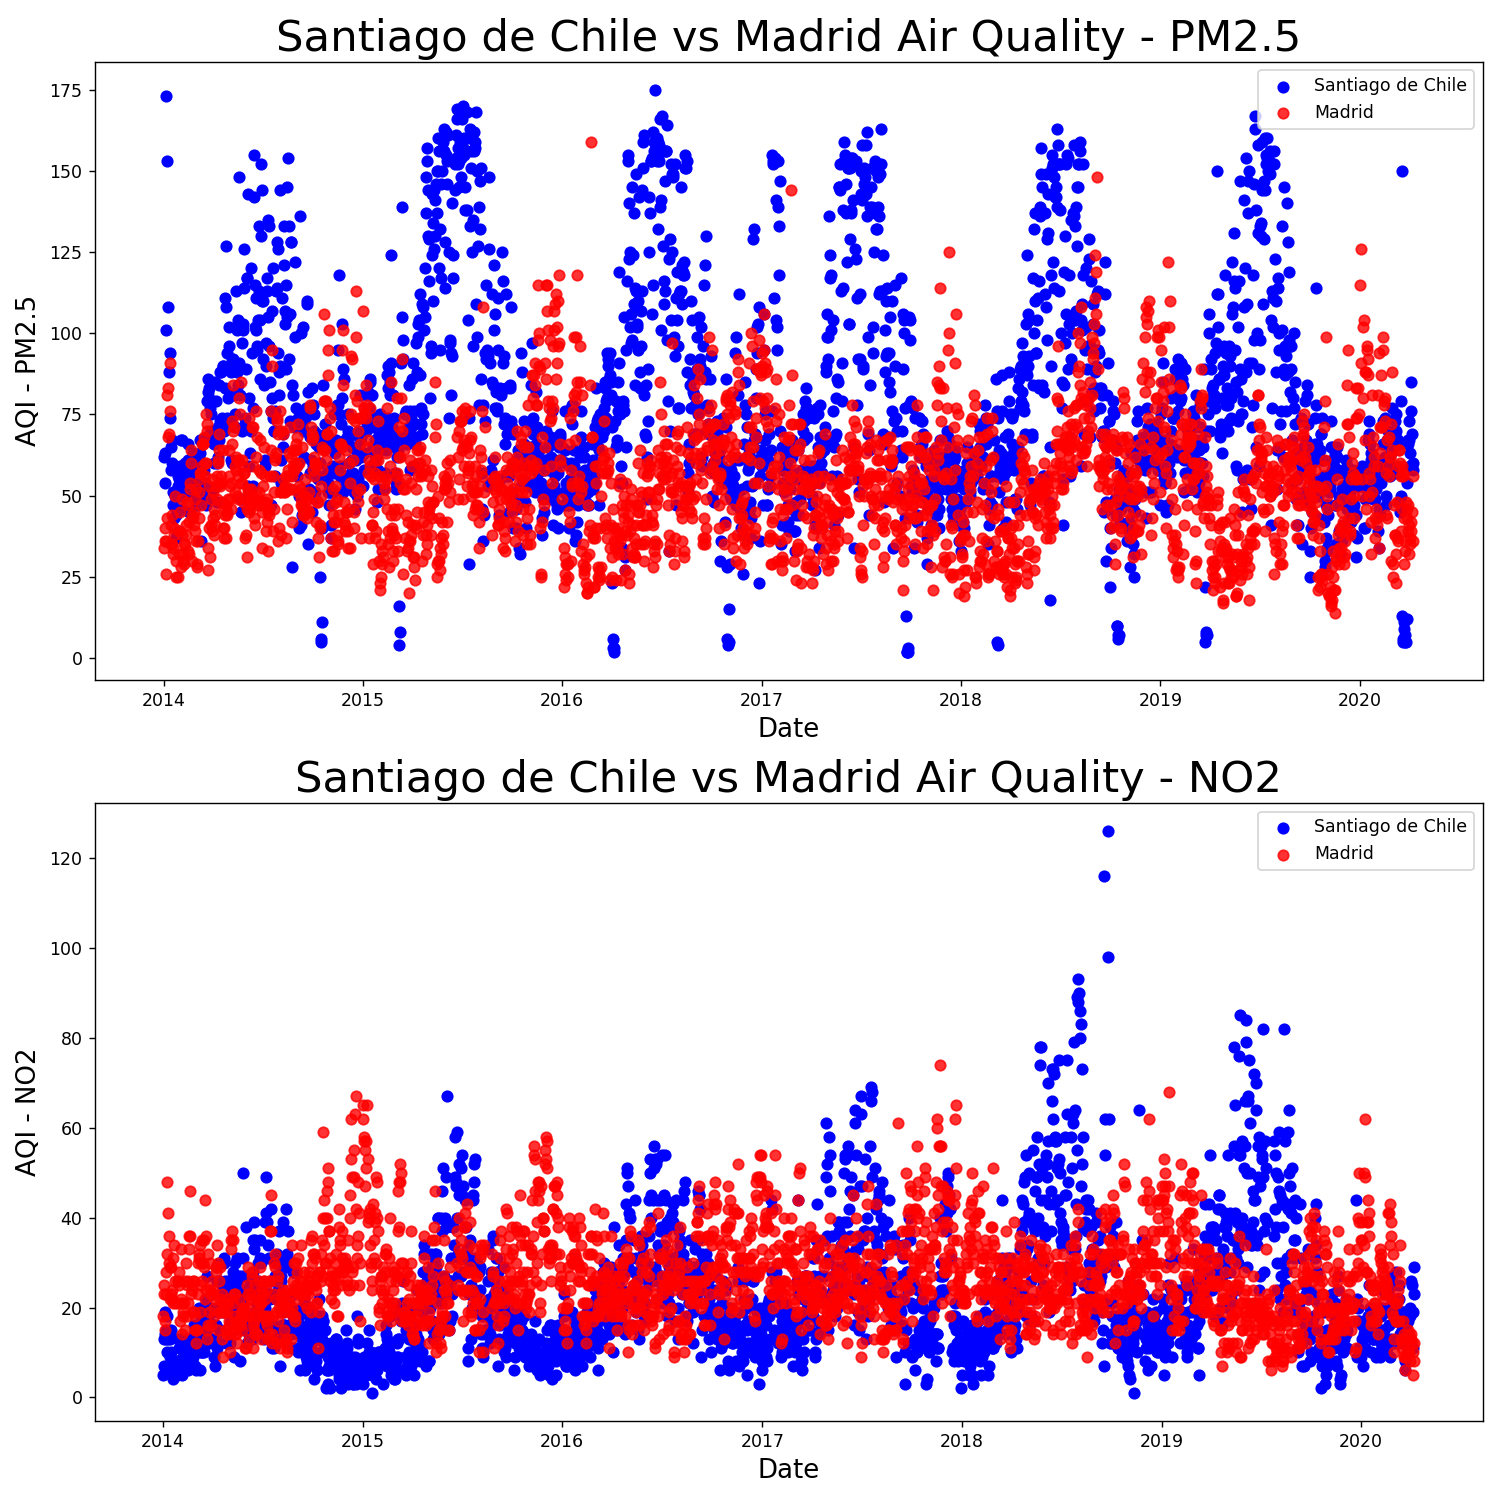 Santiago de Chile vs Madrid Air Quality - PM2.5
Santiago de Chile
Madrid
AQI - PM2.5
175
150
125
100
75
50
25
0
2014 2015 2016 2017 2018 2019 2020
Date
Santiago de Chile vs Madrid Air Quality - NO2
Santiago de Chile
Madrid
AQI - NO2
120
100
80
60
40
20
0
2014 2015 2016 2017 2018 2019 2020
Date